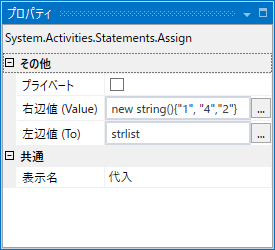 プロパティ
System.Activities.Statements.Assign
その他
プライベート
右辺値 (Value) new string(){"1", "4","2"} ...
左辺値 (To) strlist ...
共通
表示名 代入